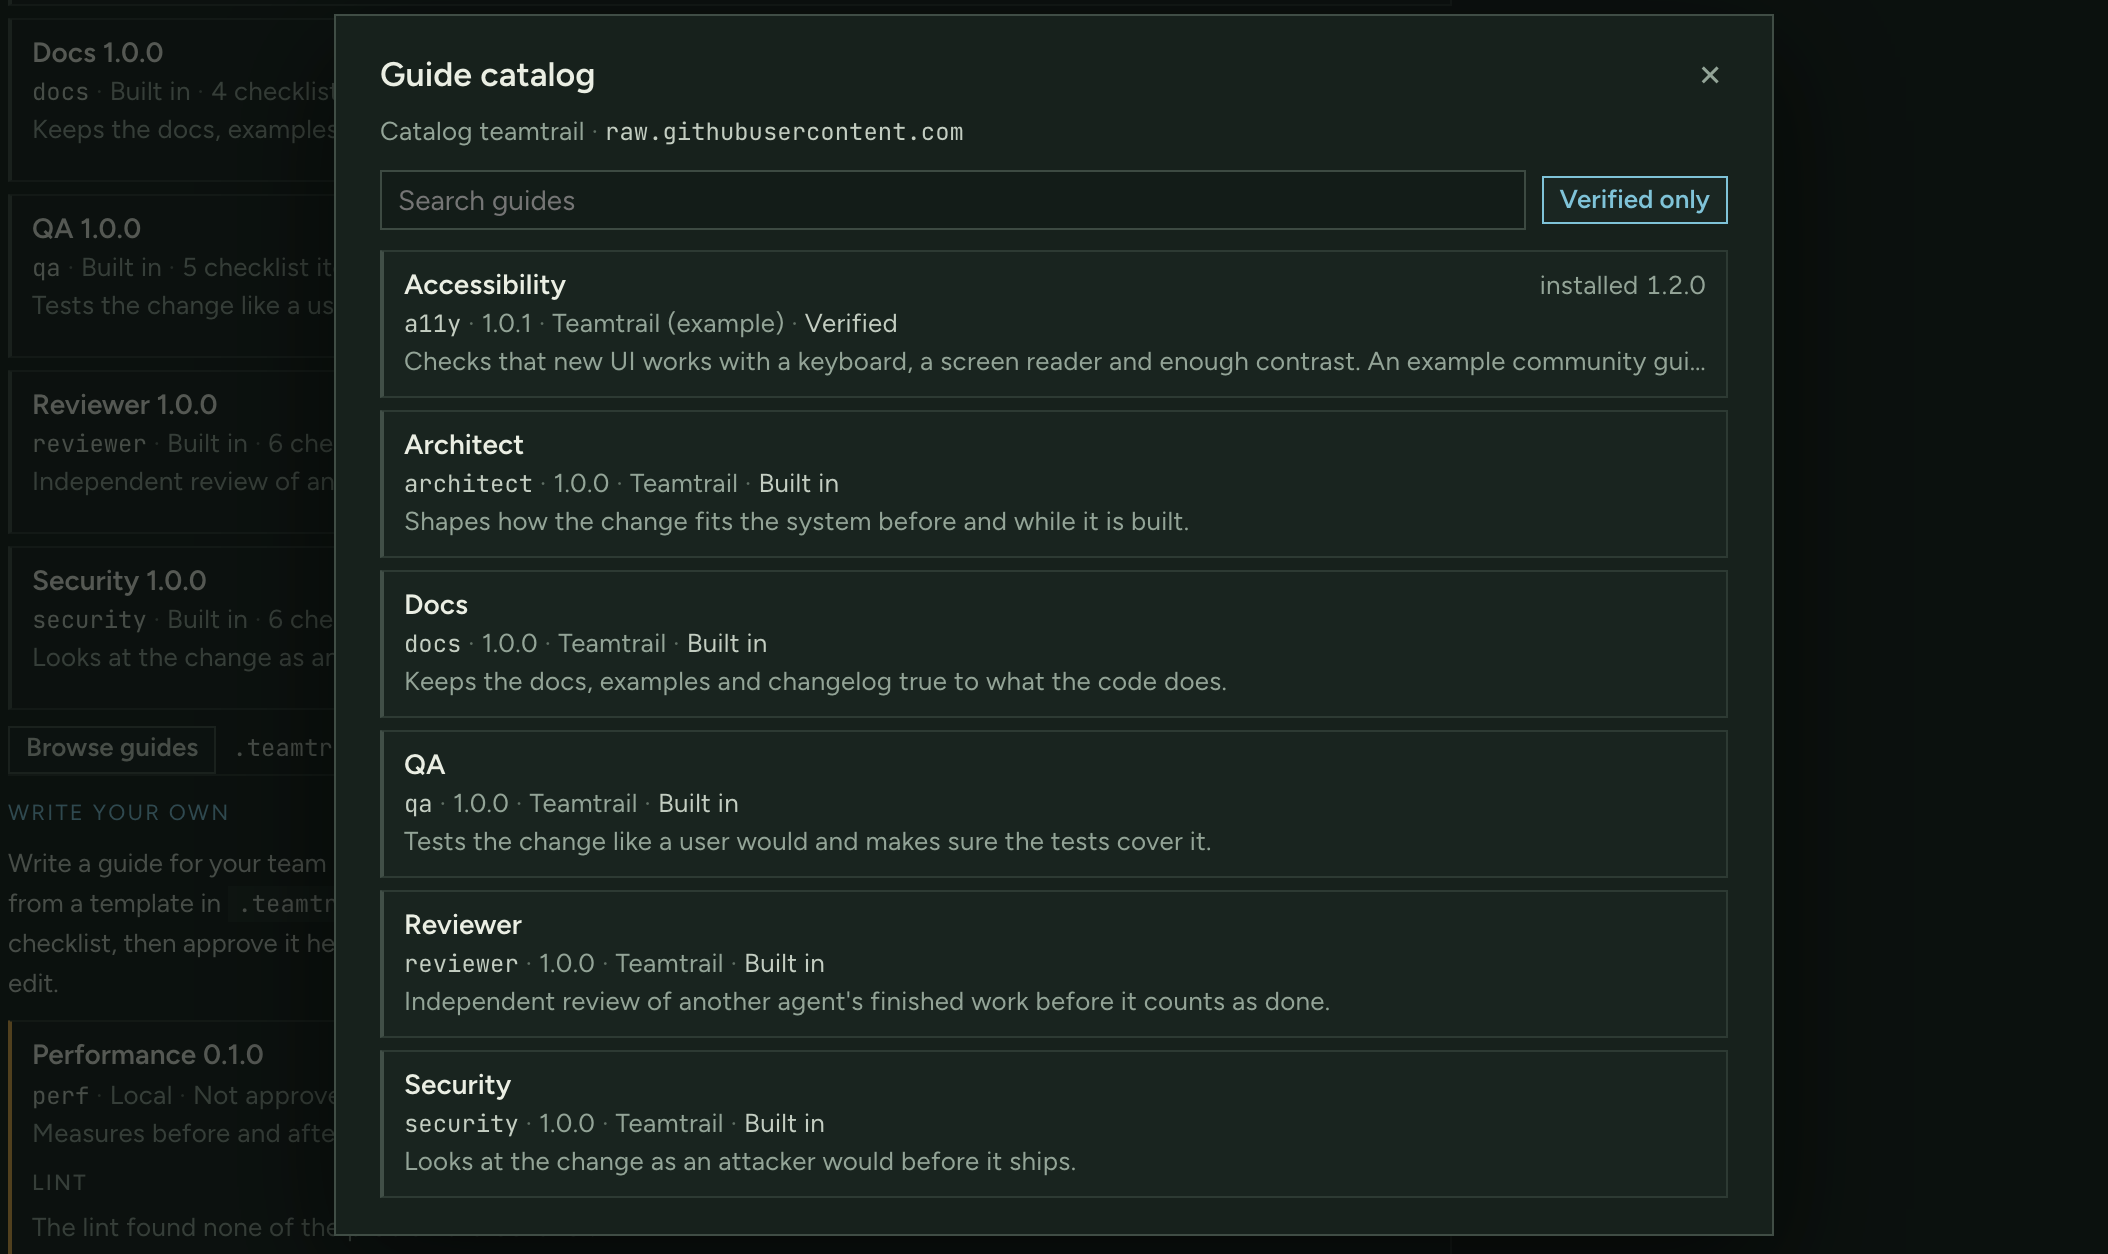 Docs 1.0.0
docs · Built in · 4 checklist
Keeps the docs, examples
QA 1.0.0
qa · Built in · 5 checklist it
Tests the change like a us
Reviewer 1.0.0
reviewer · Built in · 6 che
Independent review of an
Security 1.0.0
security · Built in · 6 che
Looks at the change as an
Browse guides .teamtr
WRITE YOUR OWN
Write a guide for your team
from a template in .teamtr
checklist, then approve it he
edit.
Performance 0.1.0
perf · Local · Not approve
Measures before and afte
LINT
The lint found none of the
Guide catalog ✕
Catalog teamtrail · raw.githubusercontent.com
Search guides
Verified only
Accessibility
installed 1.2.0
a11y · 1.0.1 · Teamtrail (example) · Verified
Checks that new UI works with a keyboard, a screen reader and enough contrast. An example community gui...
Architect
architect · 1.0.0 · Teamtrail · Built in
Shapes how the change fits the system before and while it is built.
Docs
docs · 1.0.0 · Teamtrail · Built in
Keeps the docs, examples and changelog true to what the code does.
QA
qa · 1.0.0 · Teamtrail · Built in
Tests the change like a user would and makes sure the tests cover it.
Reviewer
reviewer · 1.0.0 · Teamtrail · Built in
Independent review of another agent's finished work before it counts as done.
Security
security · 1.0.0 · Teamtrail · Built in
Looks at the change as an attacker would before it ships.